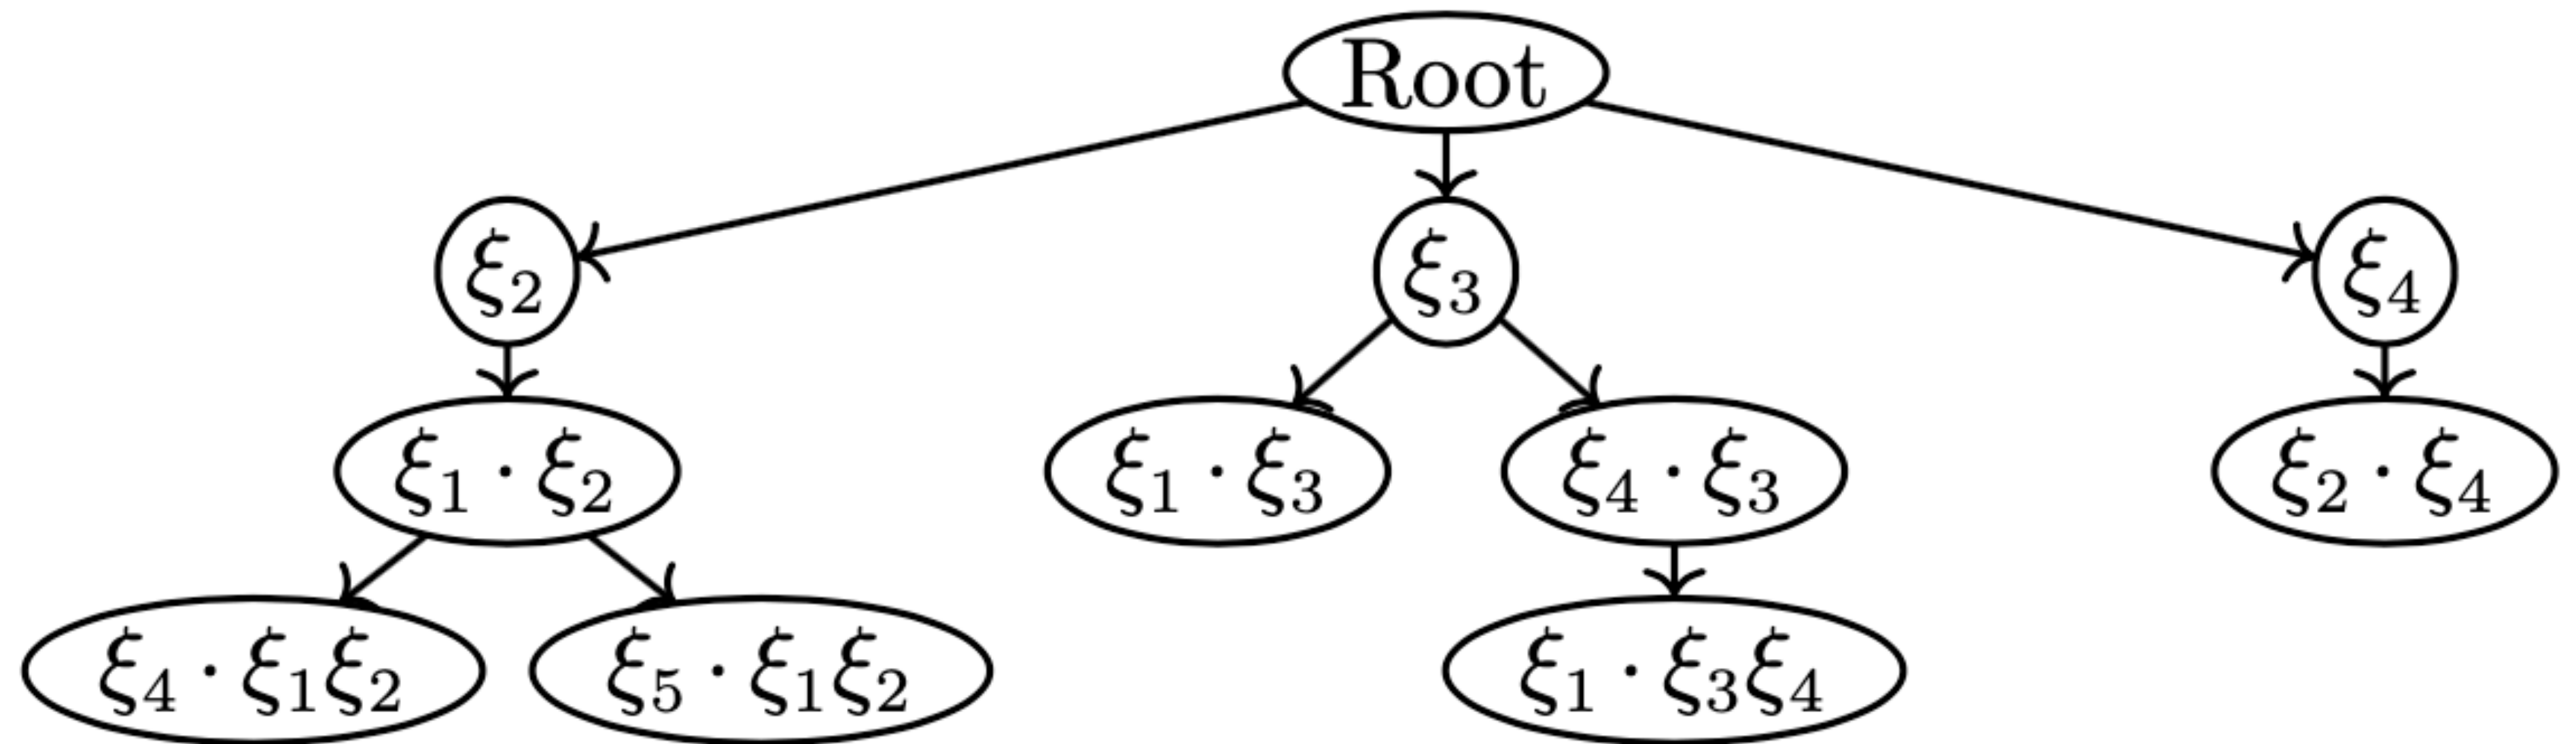 Root
ξ₂ ξ₃ ξ₄
ξ₁ · ξ₂ ξ₁ · ξ₃ ξ₄ · ξ₃ ξ₂ · ξ₄
ξ₄ · ξ₁ξ₂ ξ₅ · ξ₁ξ₂ ξ₁ · ξ₃ξ₄